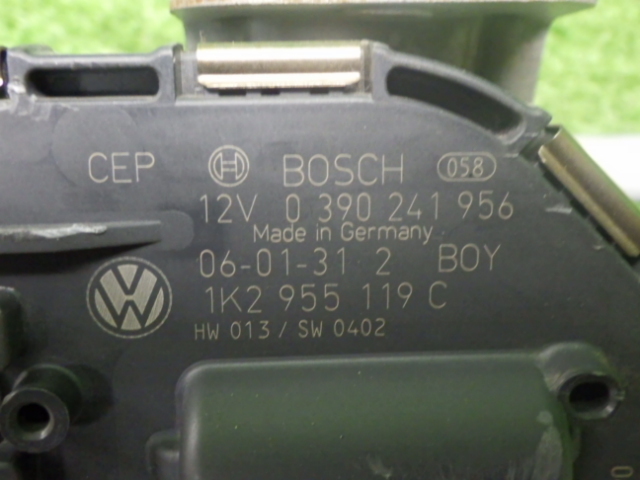 CEP BOSCH 058
12V 0 390 241 956
Made in Germany
06-01-31 2 BOY
1K2 955 119 C
HW 013 / SW 0402
0